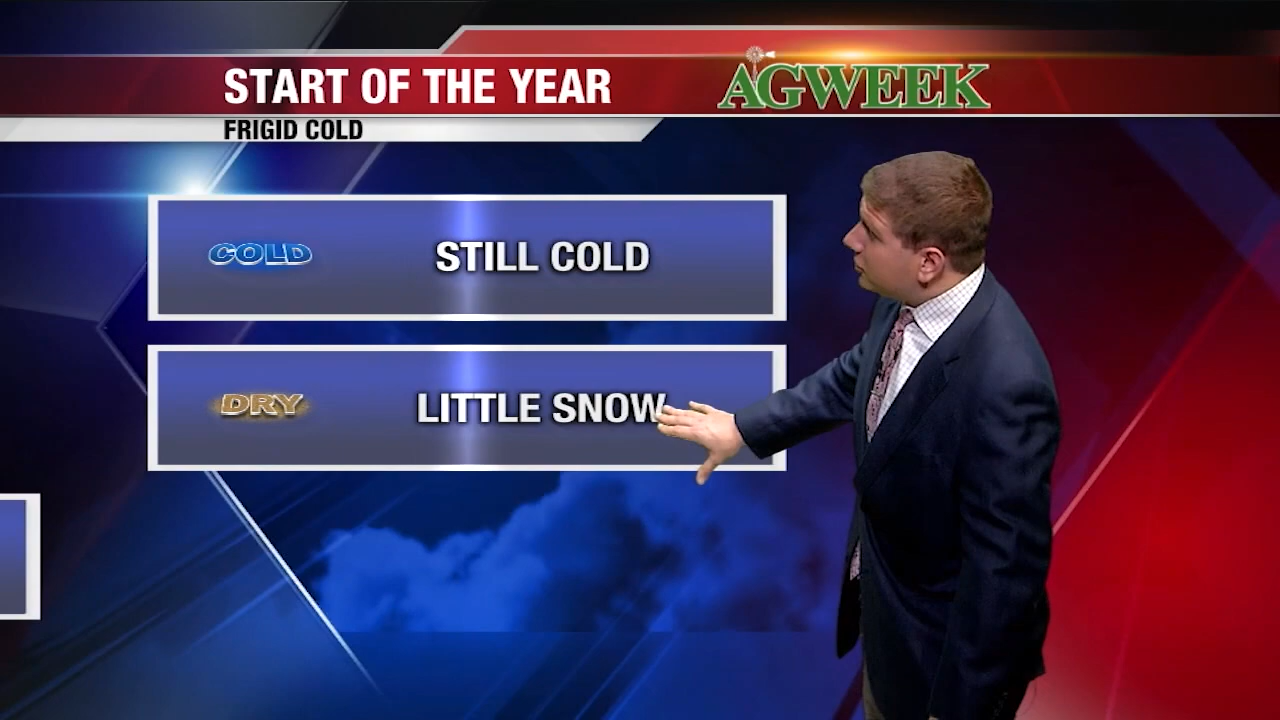 START OF THE YEAR
AGWEEK
FRIGID COLD
COLD
STILL COLD
DRY
LITTLE SNOW